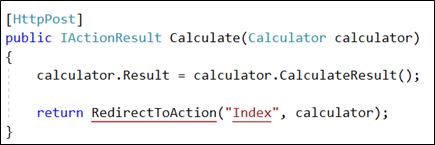 [HttpPost]
public IActionResult Calculate(Calculator calculator)
{
    calculator.Result = calculator.CalculateResult();
    return RedirectToAction("Index", calculator);
}